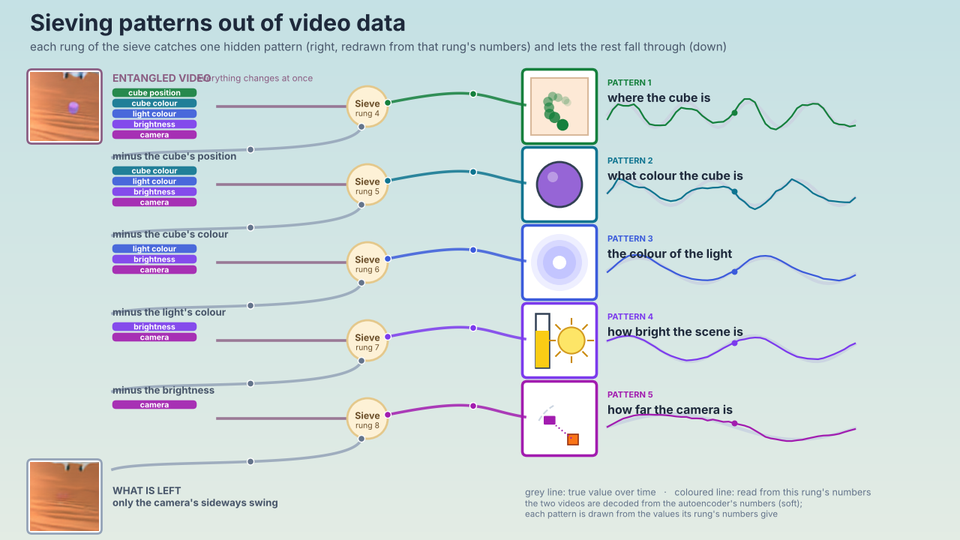 Sieving patterns out of video data
each rung of the sieve catches one hidden pattern (right, redrawn from that rung's numbers) and lets the rest fall through (down)
ENTANGLED VIDEO everything changes at once
cube position
cube colour
light colour
brightness
camera
Sieve
rung 4
PATTERN 1
where the cube is
minus the cube's position
cube colour
light colour
brightness
camera
Sieve
rung 5
PATTERN 2
what colour the cube is
minus the cube's colour
light colour
brightness
camera
Sieve
rung 6
PATTERN 3
the colour of the light
minus the light's colour
brightness
camera
Sieve
rung 7
PATTERN 4
how bright the scene is
minus the brightness
camera
Sieve
rung 8
PATTERN 5
how far the camera is
WHAT IS LEFT
only the camera's sideways swing
grey line: true value over time · coloured line: read from this rung's numbers
the two videos are decoded from the autoencoder's numbers (soft);
each pattern is drawn from the values its rung's numbers give